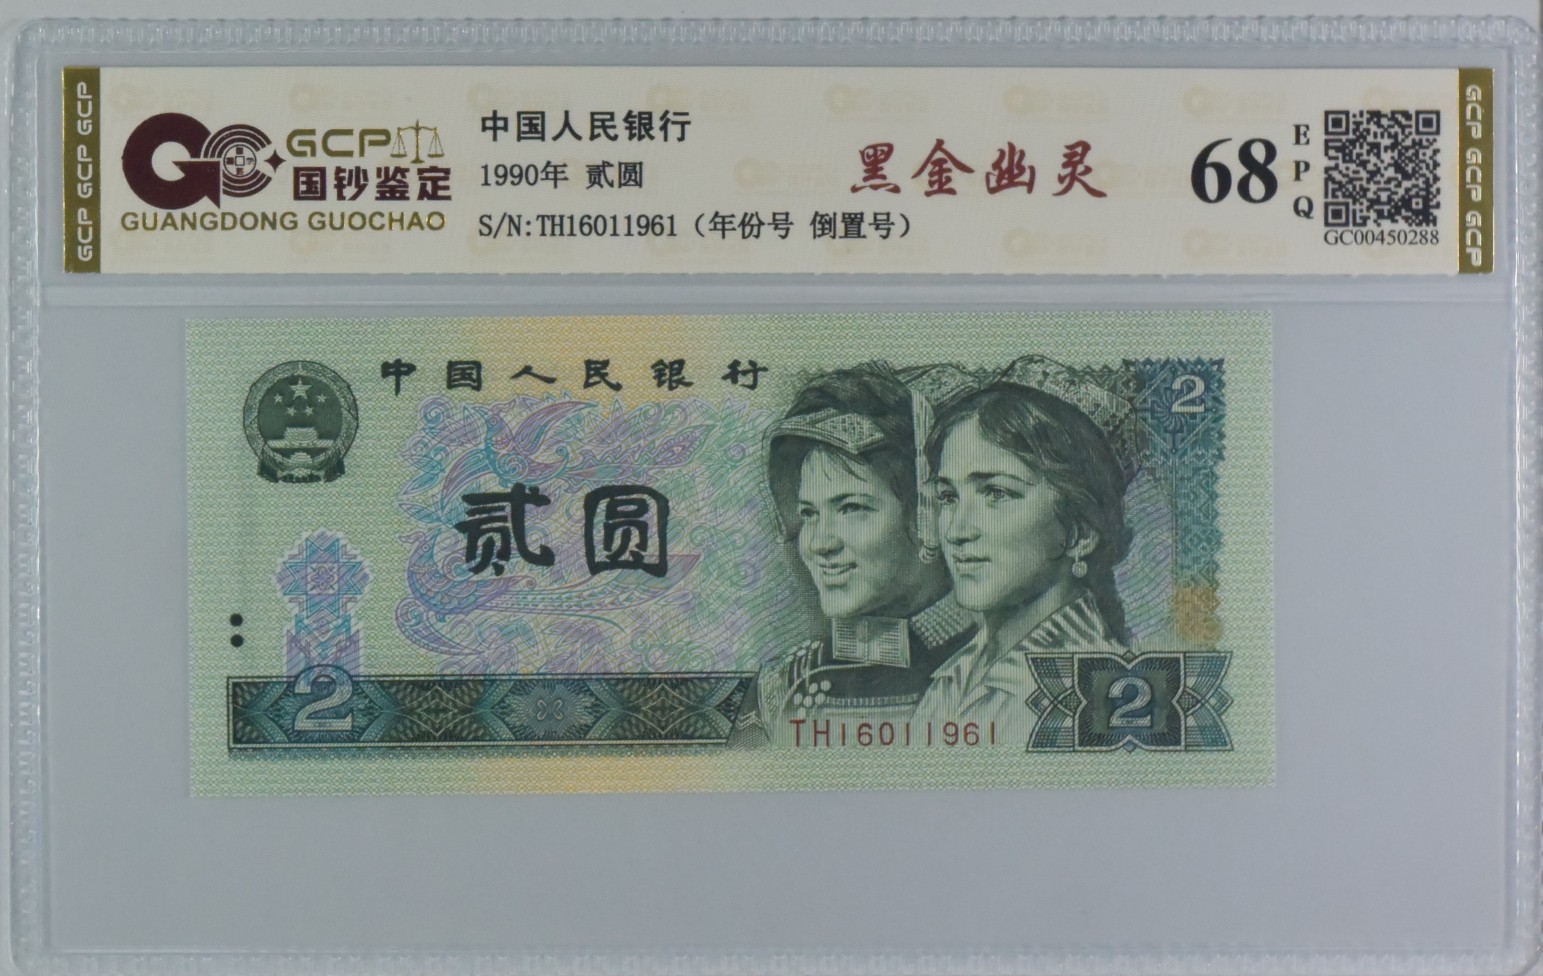 GCP GCP GCP
GCP
国钞鉴定
GUANGDONG GUOCHAO
中国人民银行
1990年 贰圆
S/N:TH16011961（年份号 倒置号）
黑金幽灵
68
EPQ
GC00450288
GCP GCP GCP
中国人民银行
2
贰圆
2
TH16011961
2